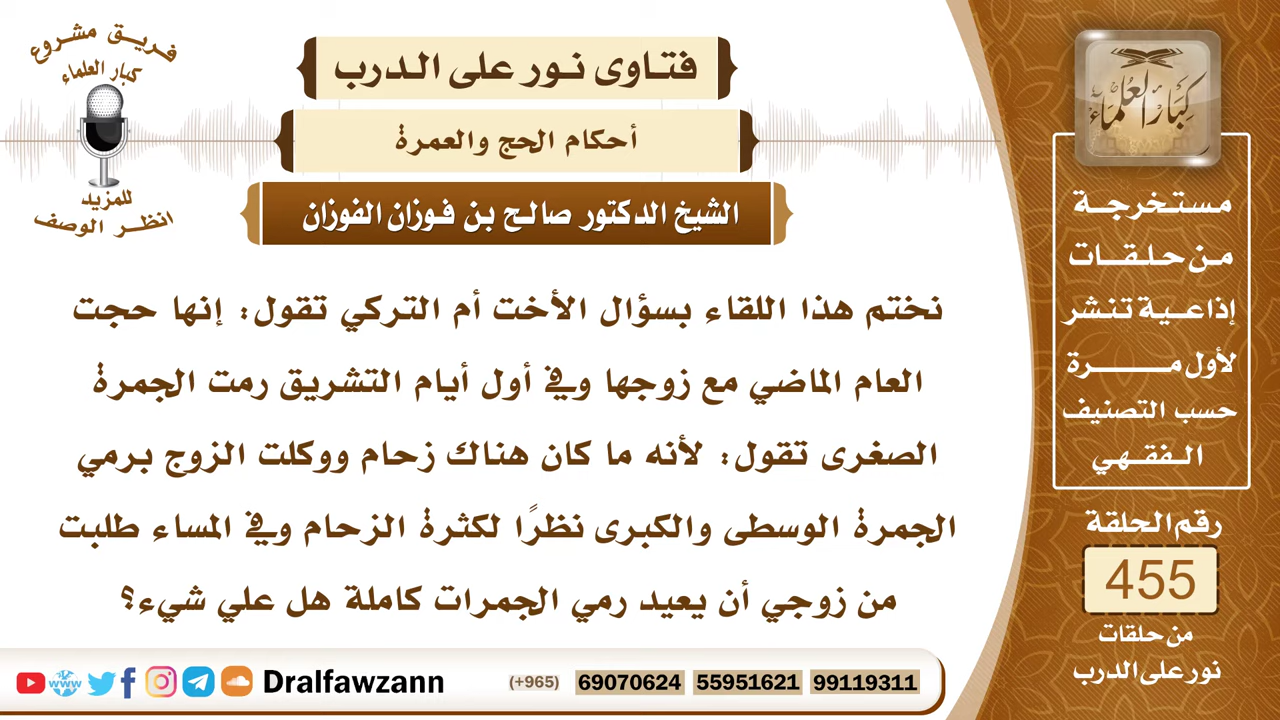 فريق مشروع
كبار العلماء
للمزيد
انظر الوصف
فتاوى نور على الدرب
أحكام الحج والعمرة
الشيخ الدكتور صالح بن فوزان الفوزان
نختم هذا اللقاء بسؤال الأخت أم التركي تقول: إنها حجت
العام الماضي مع زوجها وفي أول أيام التشريق رمت الجمرة
الصغرى تقول: لأنه ما كان هناك زحام ووكلت الزوج برمي
الجمرة الوسطى والكبرى نظرًا لكثرة الزحام وفي المساء طلبت
من زوجي أن يعيد رمي الجمرات كاملة هل علي شيء؟
كبار العلماء
مستخرجة
من حلقات
إذاعية تنشر
لأول مرة
حسب التصنيف
الفقهي
رقم الحلقة
455
من حلقات
نور على الدرب
www Dralfawzann (+965) 69070624 55951621 99119311